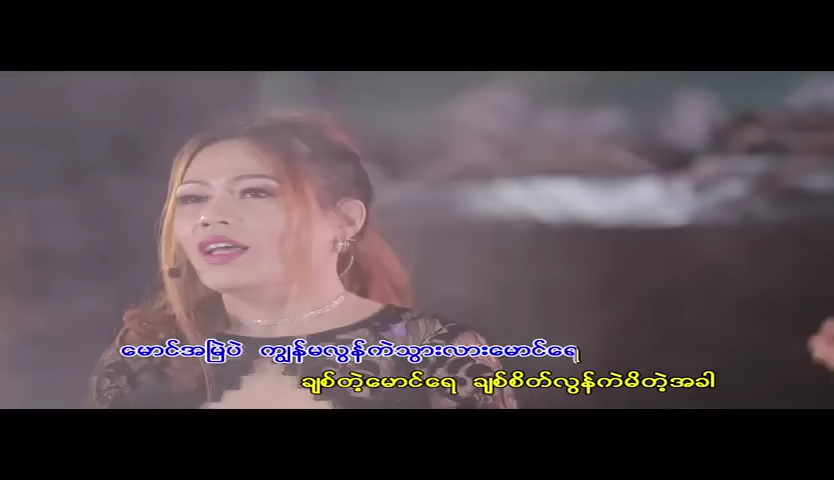 မောင်အမြဲပဲ ကျွန်မလွန်ကဲသွားလားမောင်ရေ
ချစ်တဲ့မောင်ရေ ချစ်စိတ်လွန်ကဲမိတဲ့အခါ